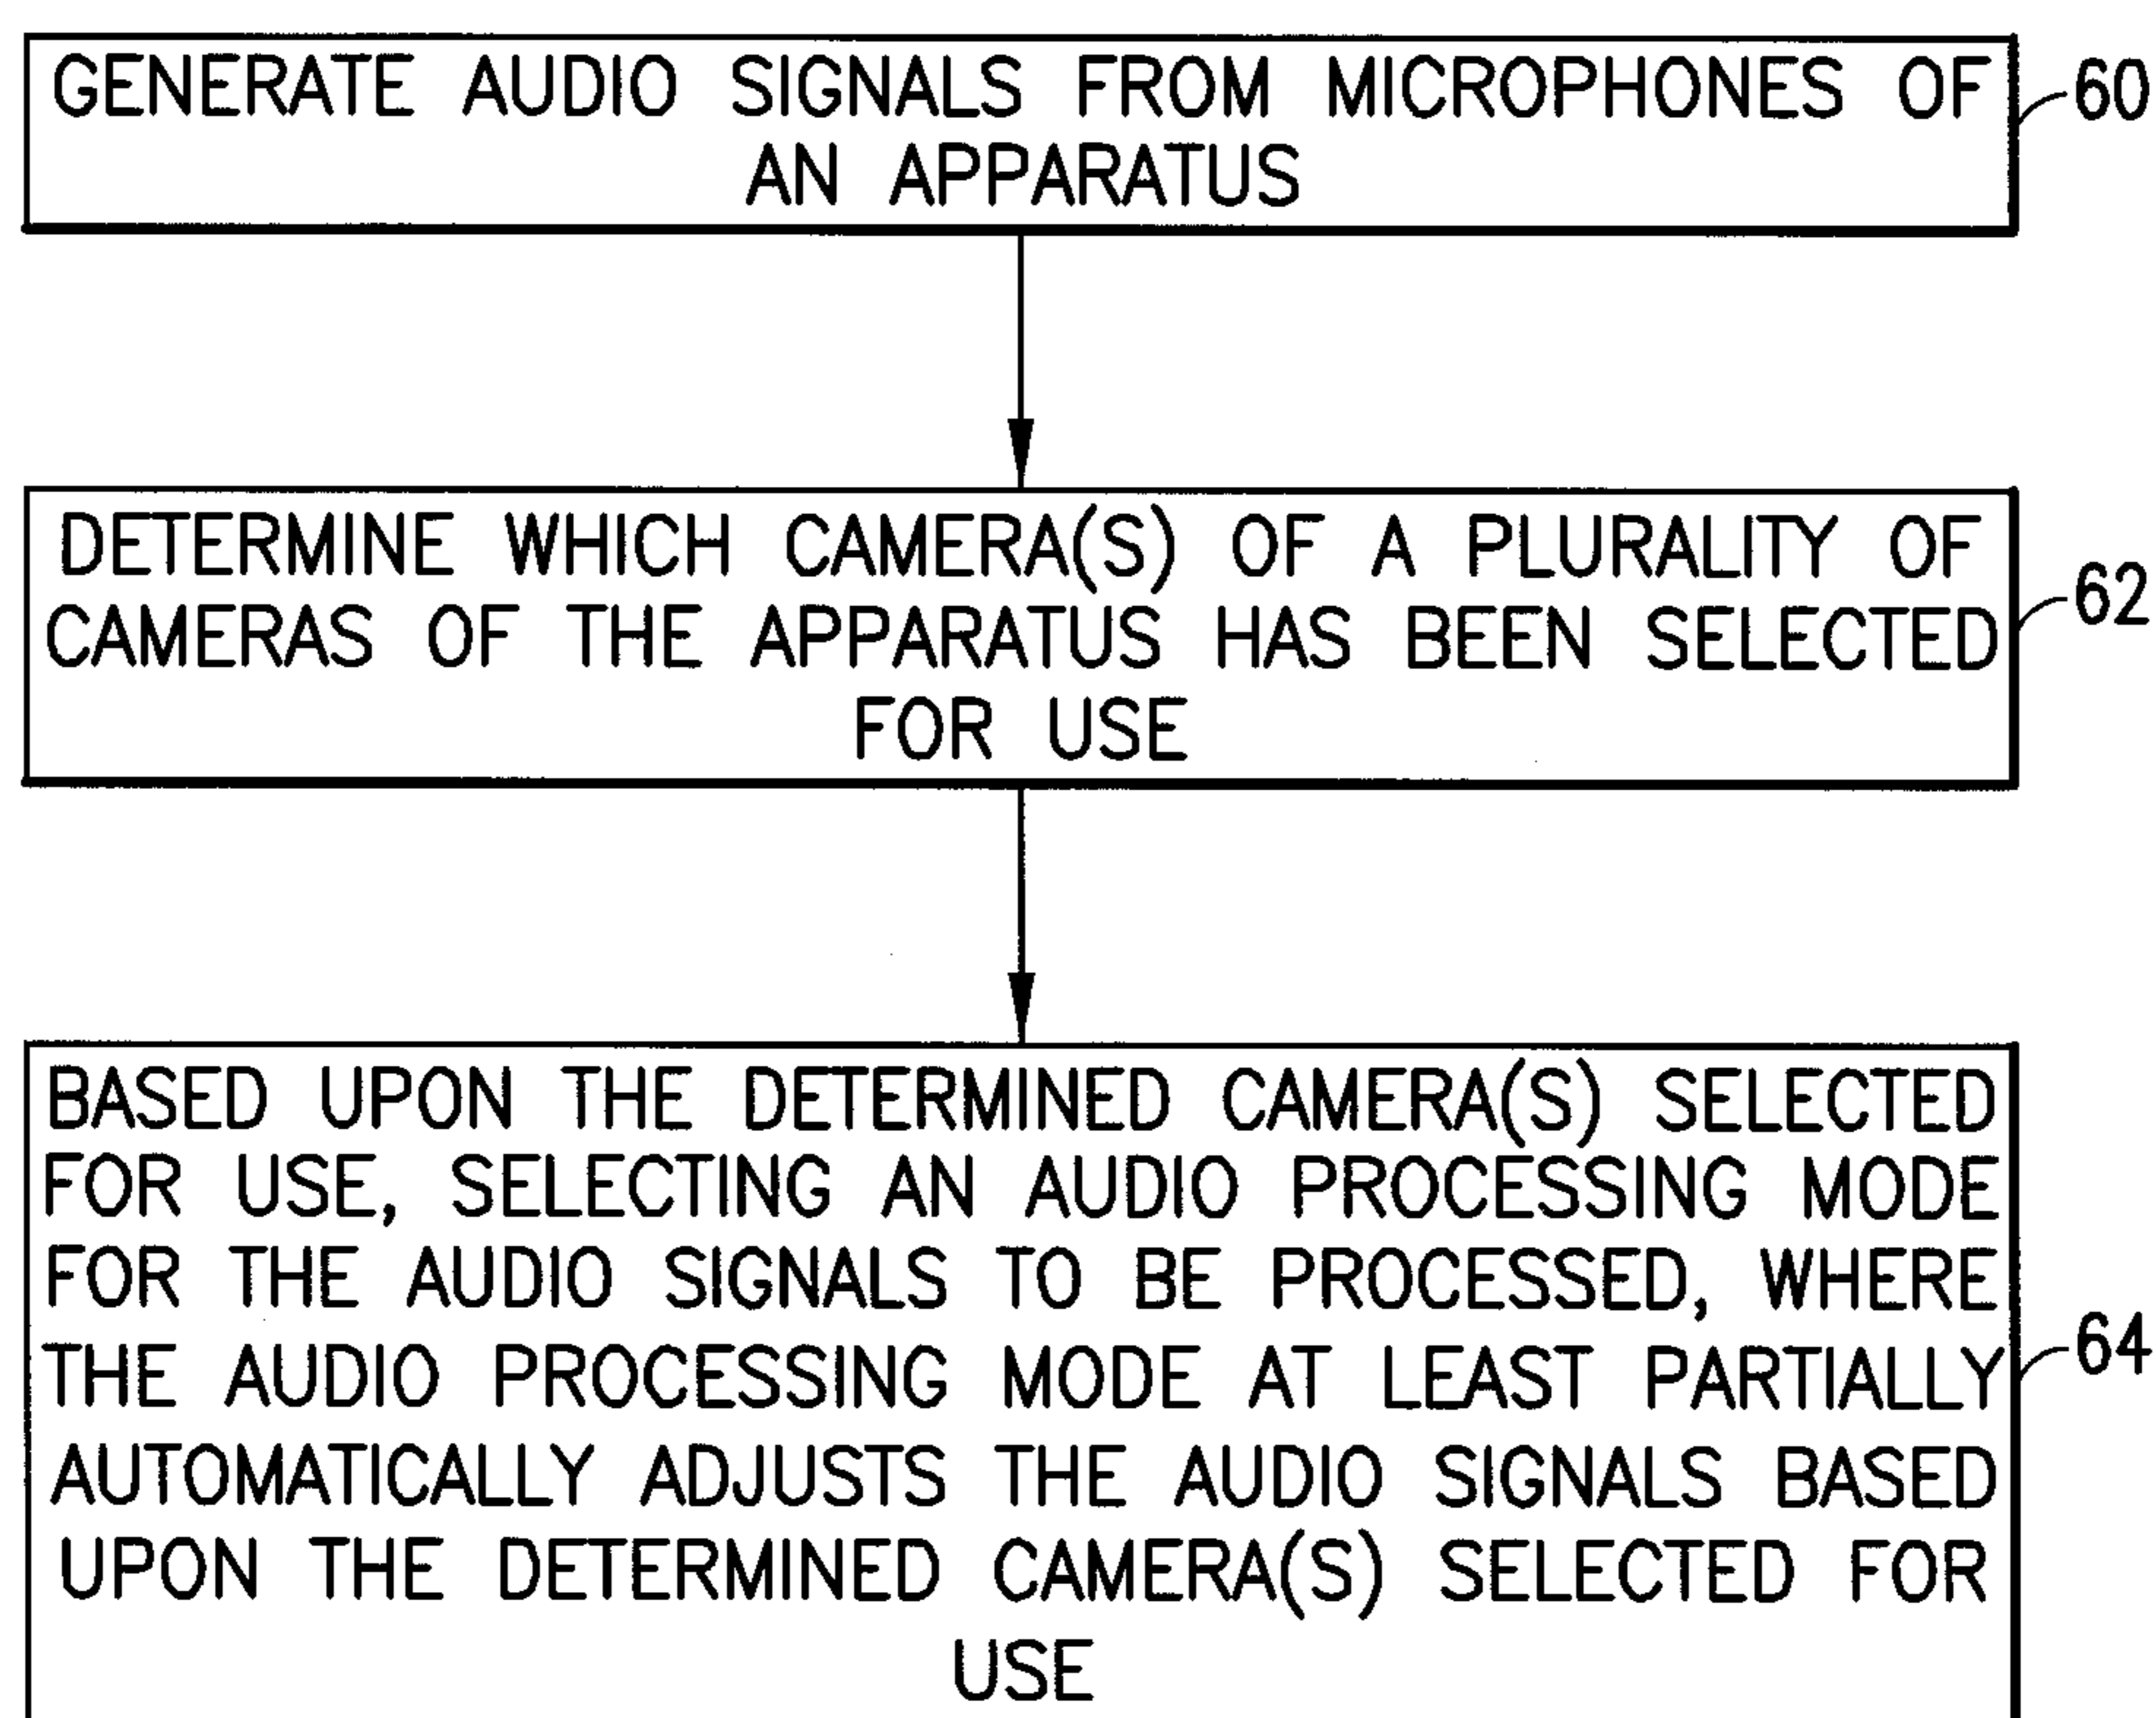 GENERATE AUDIO SIGNALS FROM MICROPHONES OF
AN APPARATUS
60
DETERMINE WHICH CAMERA(S) OF A PLURALITY OF
CAMERAS OF THE APPARATUS HAS BEEN SELECTED
FOR USE
62
BASED UPON THE DETERMINED CAMERA(S) SELECTED
FOR USE, SELECTING AN AUDIO PROCESSING MODE
FOR THE AUDIO SIGNALS TO BE PROCESSED, WHERE
THE AUDIO PROCESSING MODE AT LEAST PARTIALLY
AUTOMATICALLY ADJUSTS THE AUDIO SIGNALS BASED
UPON THE DETERMINED CAMERA(S) SELECTED FOR
USE
64